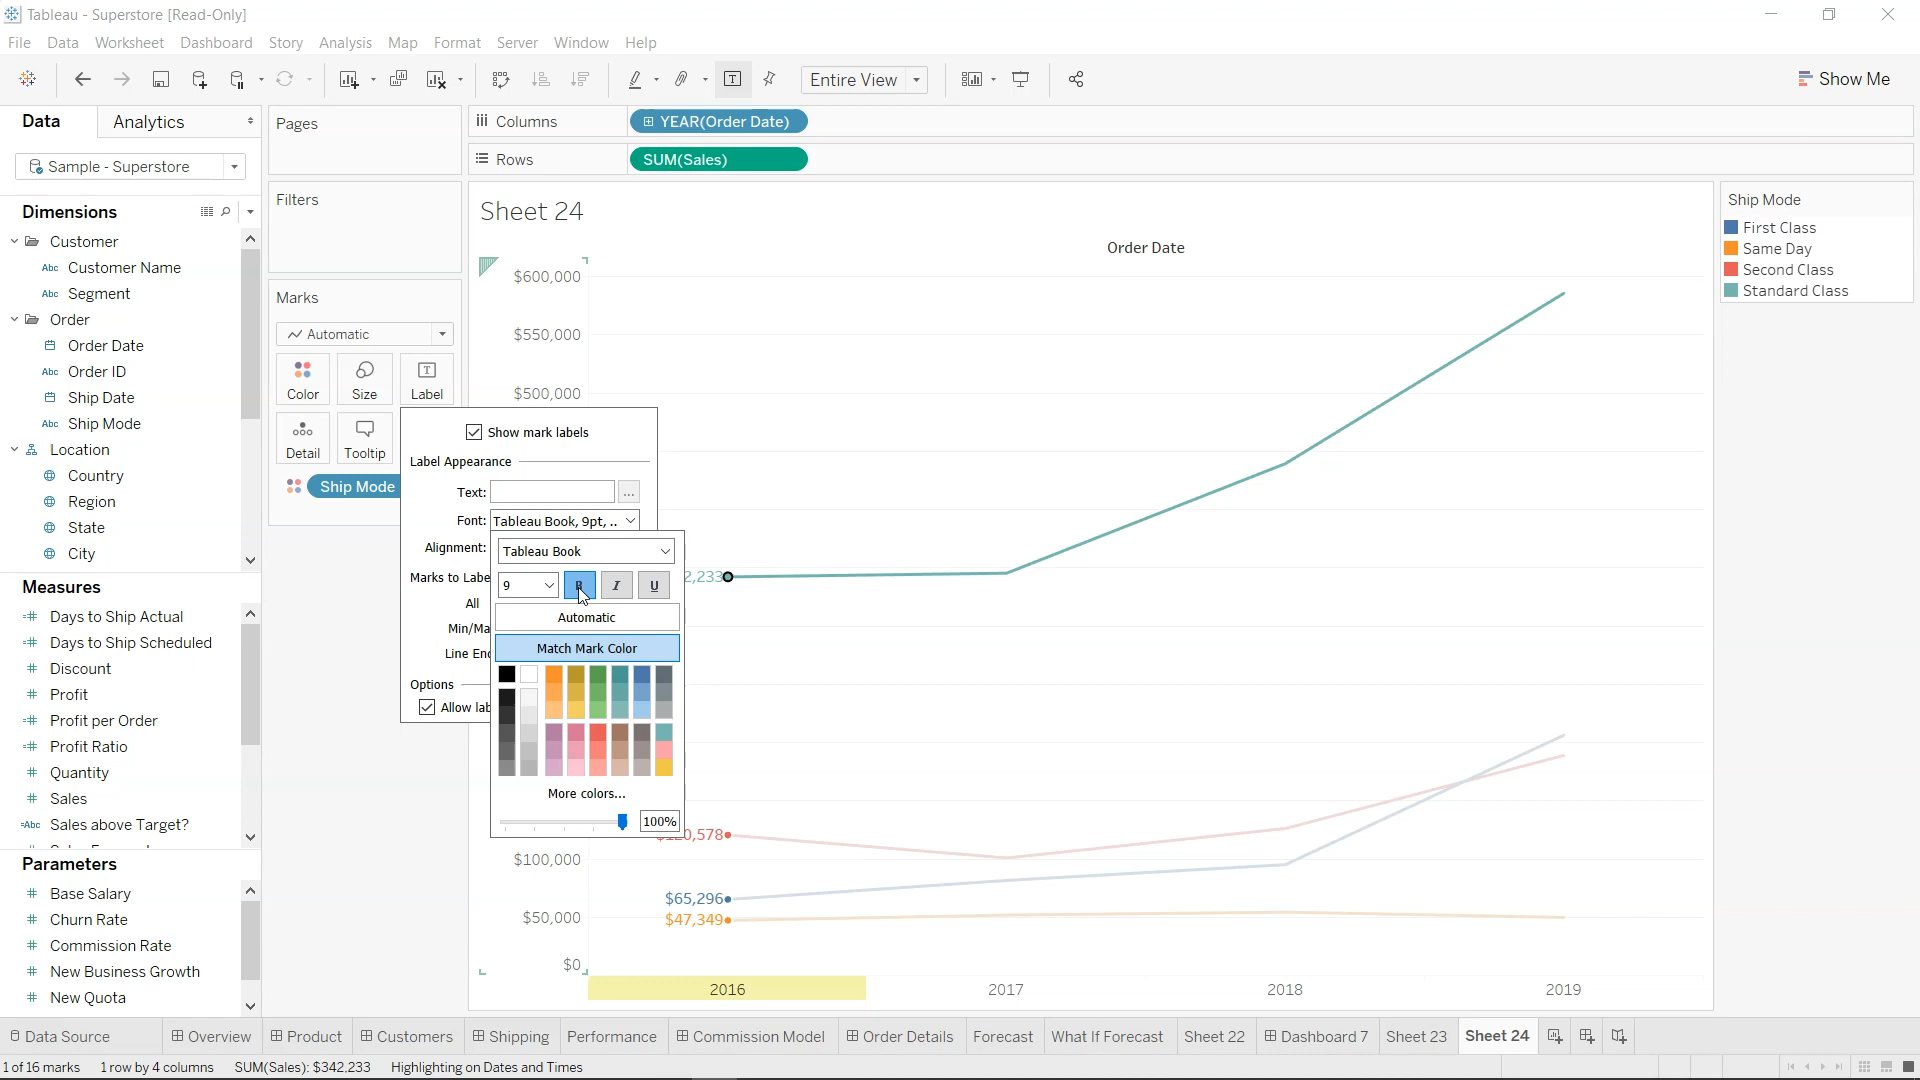 Tableau - Superstore [Read-Only]
File Data Worksheet Dashboard Story Analysis Map Format Server Window Help
Entire View
Show Me
Data
Analytics
Sample - Superstore
Dimensions
Customer
Abc Customer Name
Abc Segment
Order
Order Date
Abc Order ID
Ship Date
Abc Ship Mode
Location
Country
Region
State
City
Measures
Days to Ship Actual
Days to Ship Scheduled
Discount
Profit
Profit per Order
Profit Ratio
Quantity
Sales
=Abc Sales above Target?
Parameters
Base Salary
Churn Rate
Commission Rate
New Business Growth
New Quota
Pages
Filters
Marks
Automatic
Color
Size
Label
Detail
Tooltip
Ship Mode
Columns
YEAR(Order Date)
Rows
SUM(Sales)
Sheet 24
Order Date
$600,000
$550,000
$500,000
Show mark labels
Label Appearance
Text:
...
Font: Tableau Book, 9pt, ..
Alignment:
Marks to Labe
All
Min/Ma
Line End
Options
Allow lab
Tableau Book
9
B
I
U
Automatic
Match Mark Color
More colors...
100%
2,233
0,578
$100,000
$65,296
$50,000
$47,349
$0
2016
2017
2018
2019
Ship Mode
First Class
Same Day
Second Class
Standard Class
Data Source
Overview
Product
Customers
Shipping
Performance
Commission Model
Order Details
Forecast
What If Forecast
Sheet 22
Dashboard 7
Sheet 23
Sheet 24
1 of 16 marks
1 row by 4 columns
SUM(Sales): $342,233
Highlighting on Dates and Times